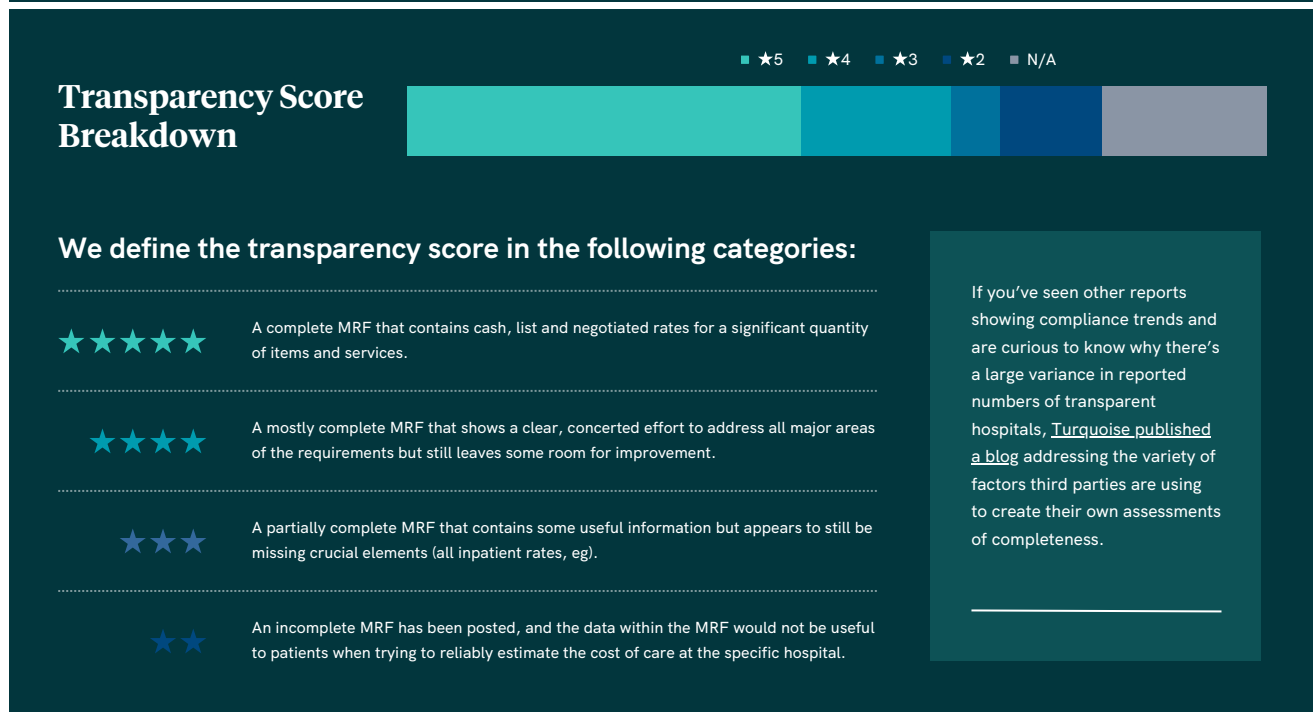 ★5 ★4 ★3 ★2 N/A
Transparency Score
Breakdown
We define the transparency score in the following categories:
★★★★★
A complete MRF that contains cash, list and negotiated rates for a significant quantity
of items and services.
★★★★
A mostly complete MRF that shows a clear, concerted effort to address all major areas
of the requirements but still leaves some room for improvement.
★★★
A partially complete MRF that contains some useful information but appears to still be
missing crucial elements (all inpatient rates, eg).
★★
An incomplete MRF has been posted, and the data within the MRF would not be useful
to patients when trying to reliably estimate the cost of care at the specific hospital.
If you’ve seen other reports
showing compliance trends and
are curious to know why there’s
a large variance in reported
numbers of transparent
hospitals, Turquoise published
a blog addressing the variety of
factors third parties are using
to create their own assessments
of completeness.